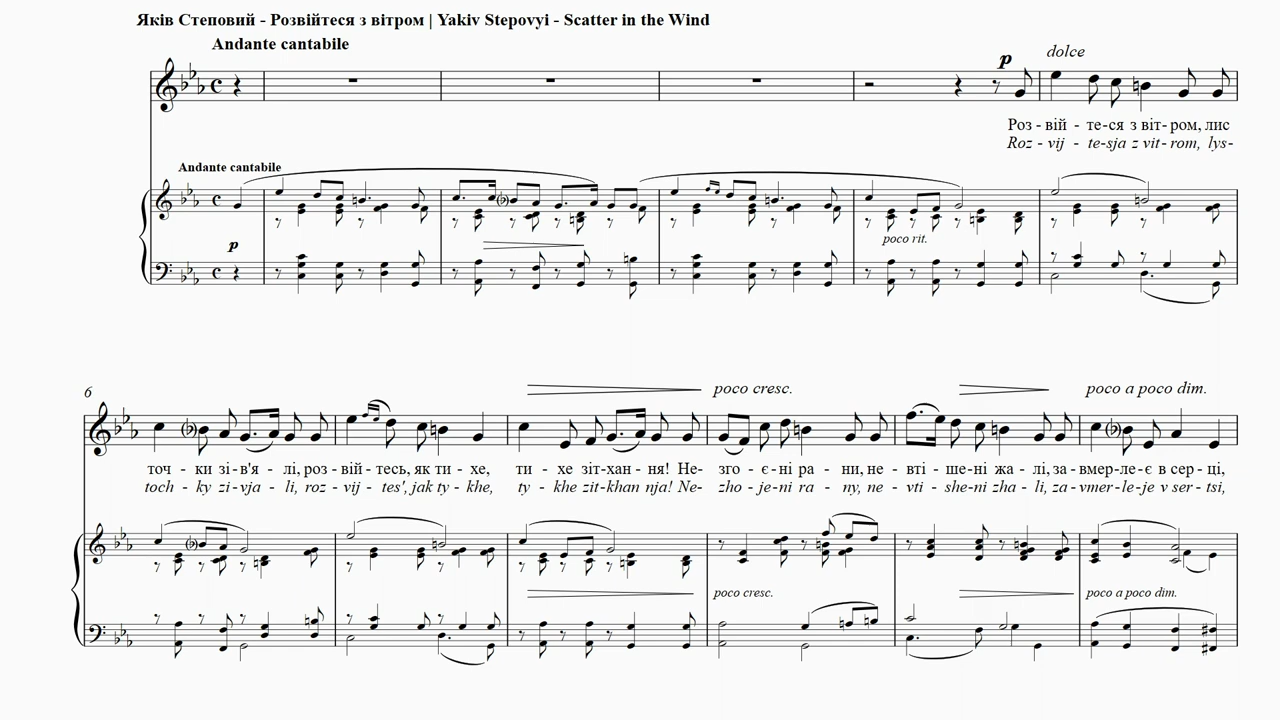 Яків Степовий - Розвійтеся з вітром | Yakiv Stepovyi - Scatter in the Wind
Andante cantabile
p dolce
Роз - вій - те-ся з віт- ром, лис
Roz - vij - te-sja z vit- rom, lys-
Andante cantabile
p
poco rit.
6
poco cresc. poco a poco dim.
точ - ки зі-в'я - лі, роз - вій - тесь, як ти - хе, ти - хе зіт-хан-ня! Не- зго - є-ні ра - ни, не - вті - ше-ні жа - лі, за - вмер-ле-є в сер-ці,
toch - ky zi-vja - li, roz - vij - tes', jak ty - khe, ty - khe zit-khan nja! Ne- zho - je-ni ra - ny, ne - vti - she-ni zha - li, za-vmer-le-je v ser-tsi,
poco cresc. poco a poco dim.